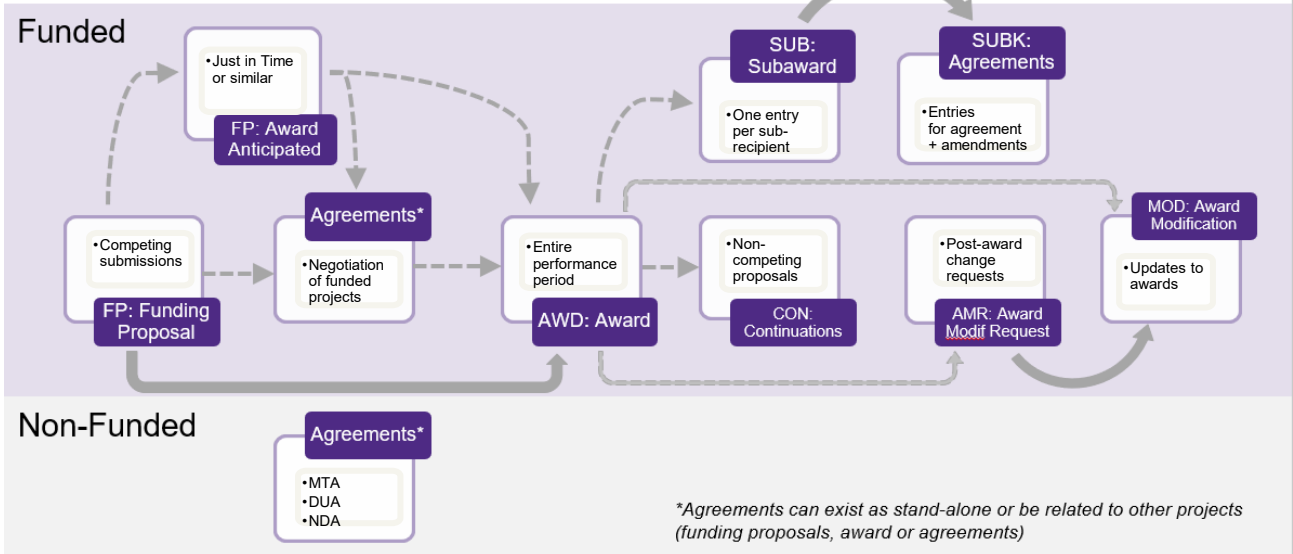 Funded
•Just in Time
or similar
FP: Award
Anticipated
SUB:
Subaward
•One entry
per sub-
recipient
SUBK:
Agreements
•Entries
for agreement
+ amendments
•Competing
submissions
FP: Funding
Proposal
Agreements*
•Negotiation
of funded
projects
•Entire
performance
period
AWD: Award
•Non-
competing
proposals
CON:
Continuations
•Post-award
change
requests
AMR: Award
Modif Request
MOD: Award
Modification
•Updates to
awards
Non-Funded
Agreements*
•MTA
•DUA
•NDA
*Agreements can exist as stand-alone or be related to other projects
(funding proposals, award or agreements)